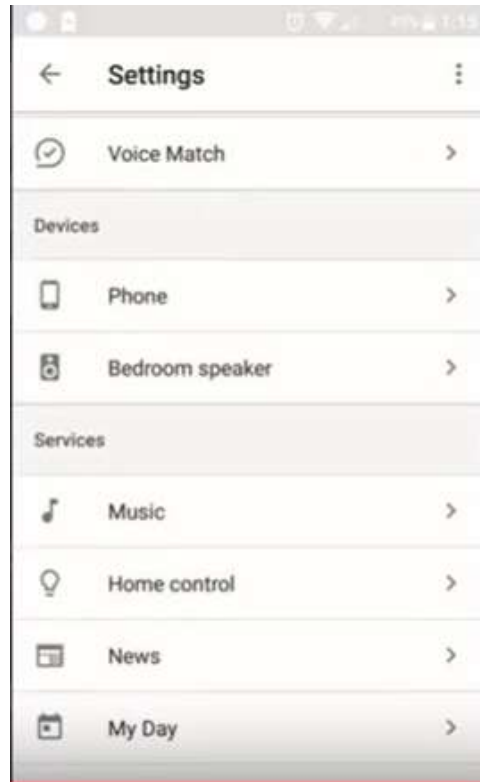 Settings
Voice Match
Devices
Phone
Bedroom speaker
Services
Music
Home control
News
My Day